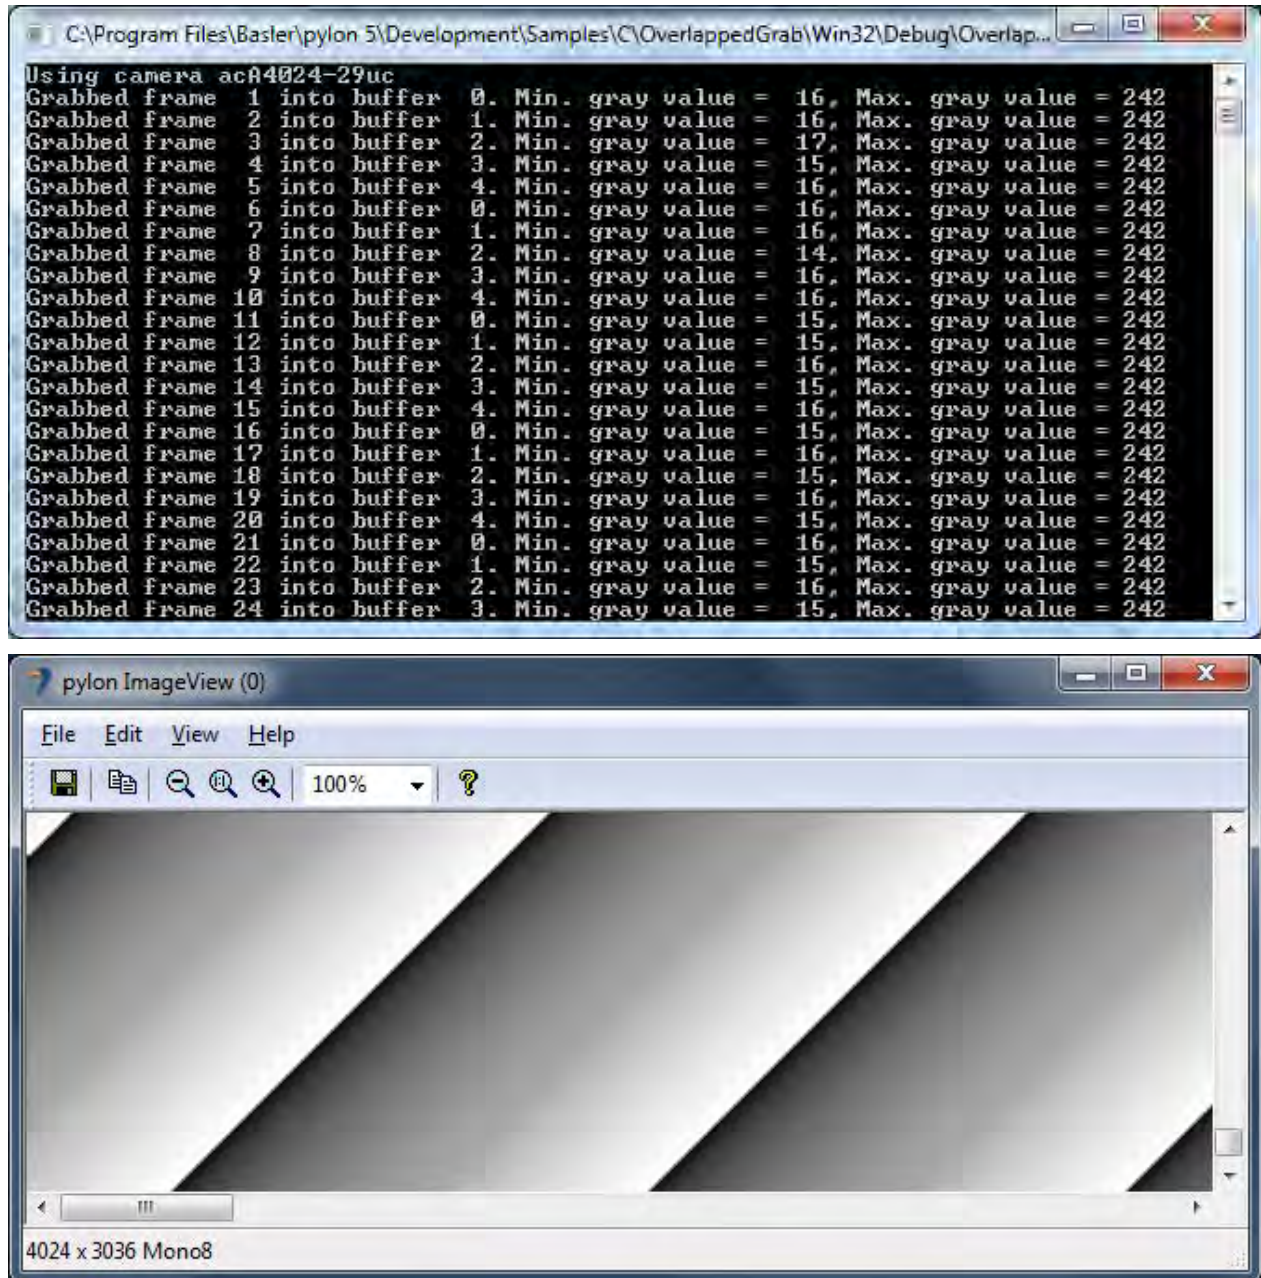 C:\Program Files\Basler\pylon 5\Development\Samples\C\OverlappedGrab\Win32\Debug\Overlap...
Using camera acA4024-29uc
Grabbed frame  1 into buffer  0. Min. gray value =  16, Max. gray value = 242
Grabbed frame  2 into buffer  1. Min. gray value =  16, Max. gray value = 242
Grabbed frame  3 into buffer  2. Min. gray value =  17, Max. gray value = 242
Grabbed frame  4 into buffer  3. Min. gray value =  15, Max. gray value = 242
Grabbed frame  5 into buffer  4. Min. gray value =  16, Max. gray value = 242
Grabbed frame  6 into buffer  0. Min. gray value =  16, Max. gray value = 242
Grabbed frame  7 into buffer  1. Min. gray value =  16, Max. gray value = 242
Grabbed frame  8 into buffer  2. Min. gray value =  14, Max. gray value = 242
Grabbed frame  9 into buffer  3. Min. gray value =  16, Max. gray value = 242
Grabbed frame 10 into buffer  4. Min. gray value =  16, Max. gray value = 242
Grabbed frame 11 into buffer  0. Min. gray value =  15, Max. gray value = 242
Grabbed frame 12 into buffer  1. Min. gray value =  15, Max. gray value = 242
Grabbed frame 13 into buffer  2. Min. gray value =  16, Max. gray value = 242
Grabbed frame 14 into buffer  3. Min. gray value =  15, Max. gray value = 242
Grabbed frame 15 into buffer  4. Min. gray value =  16, Max. gray value = 242
Grabbed frame 16 into buffer  0. Min. gray value =  15, Max. gray value = 242
Grabbed frame 17 into buffer  1. Min. gray value =  16, Max. gray value = 242
Grabbed frame 18 into buffer  2. Min. gray value =  15, Max. gray value = 242
Grabbed frame 19 into buffer  3. Min. gray value =  16, Max. gray value = 242
Grabbed frame 20 into buffer  4. Min. gray value =  15, Max. gray value = 242
Grabbed frame 21 into buffer  0. Min. gray value =  16, Max. gray value = 242
Grabbed frame 22 into buffer  1. Min. gray value =  15, Max. gray value = 242
Grabbed frame 23 into buffer  2. Min. gray value =  16, Max. gray value = 242
Grabbed frame 24 into buffer  3. Min. gray value =  15, Max. gray value = 242
pylon ImageView (0)
File Edit View Help
100%
4024 x 3036 Mono8